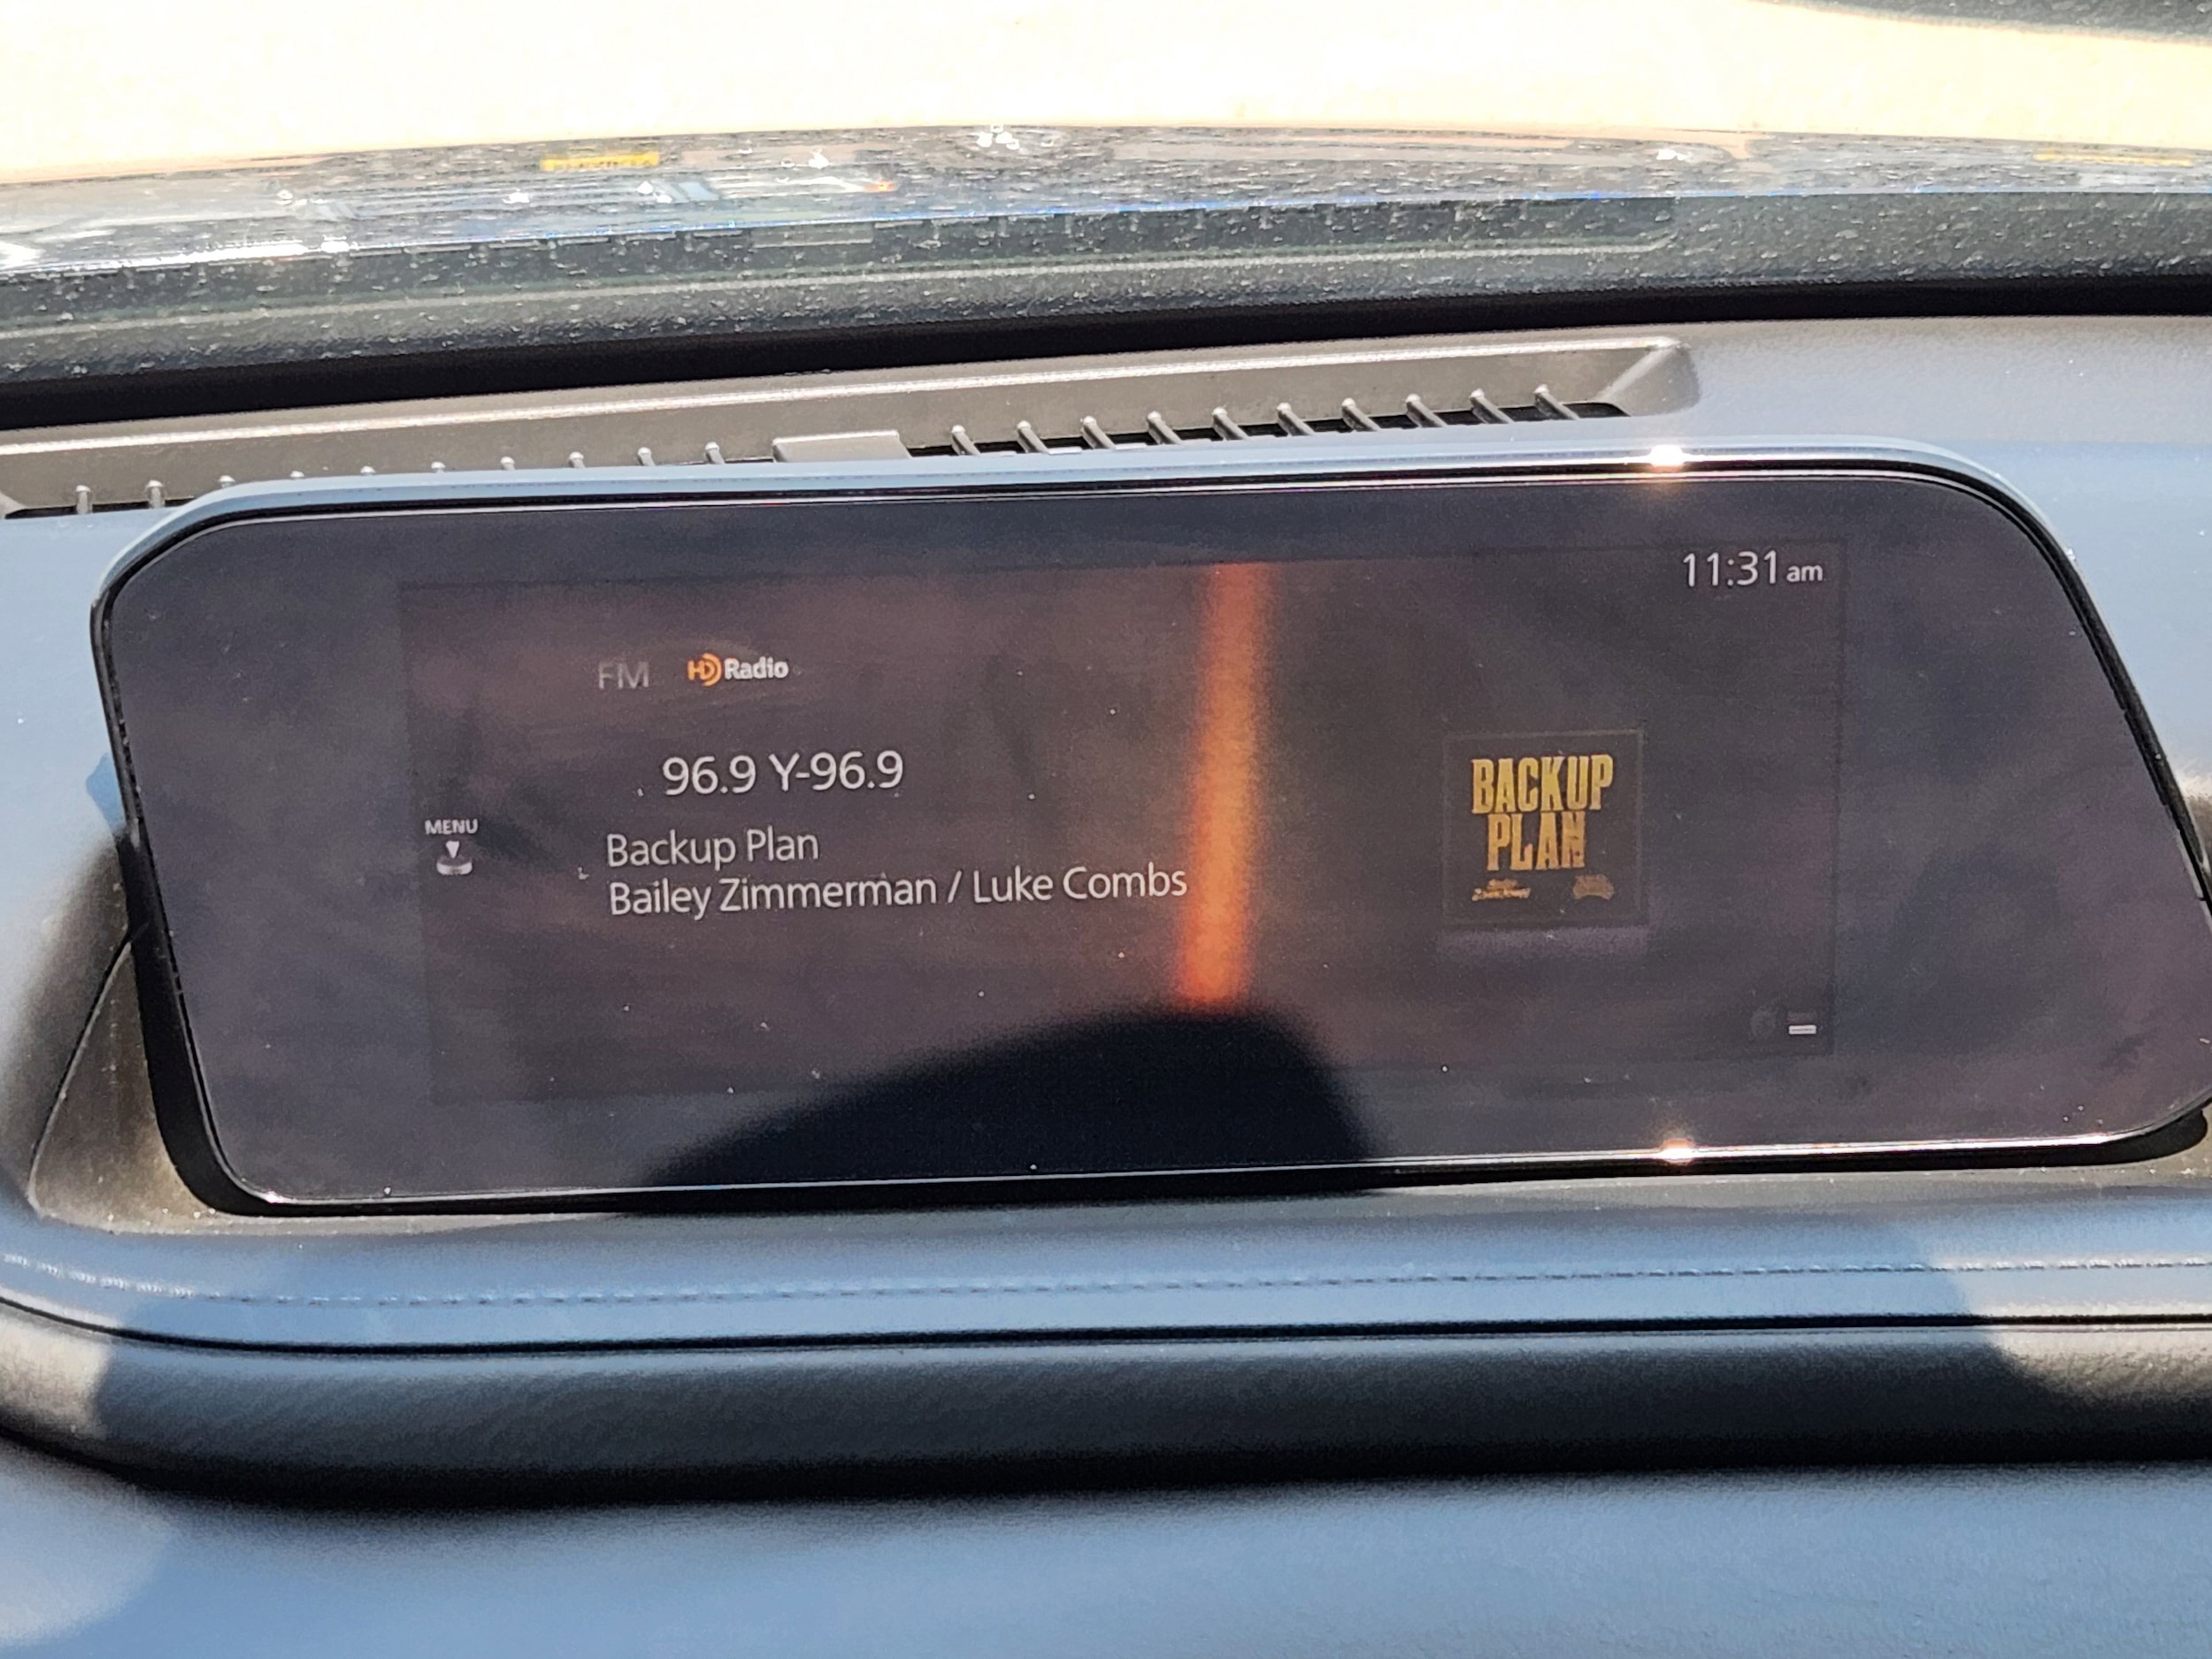 11:31 am
FM HD Radio
96.9 Y-96.9
MENU
Backup Plan
Bailey Zimmerman / Luke Combs
BACKUP
PLAN